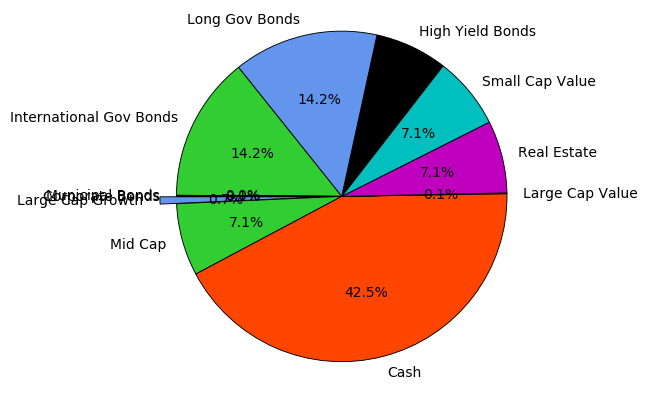 Long Gov Bonds
High Yield Bonds
Small Cap Value
14.2%
International Gov Bonds
7.1%
14.2%
Real Estate
7.1%
Municipal Bonds
0.1%
Large Cap Value
Large Cap Growth
0.7%
Mid Cap
7.1%
42.5%
Cash